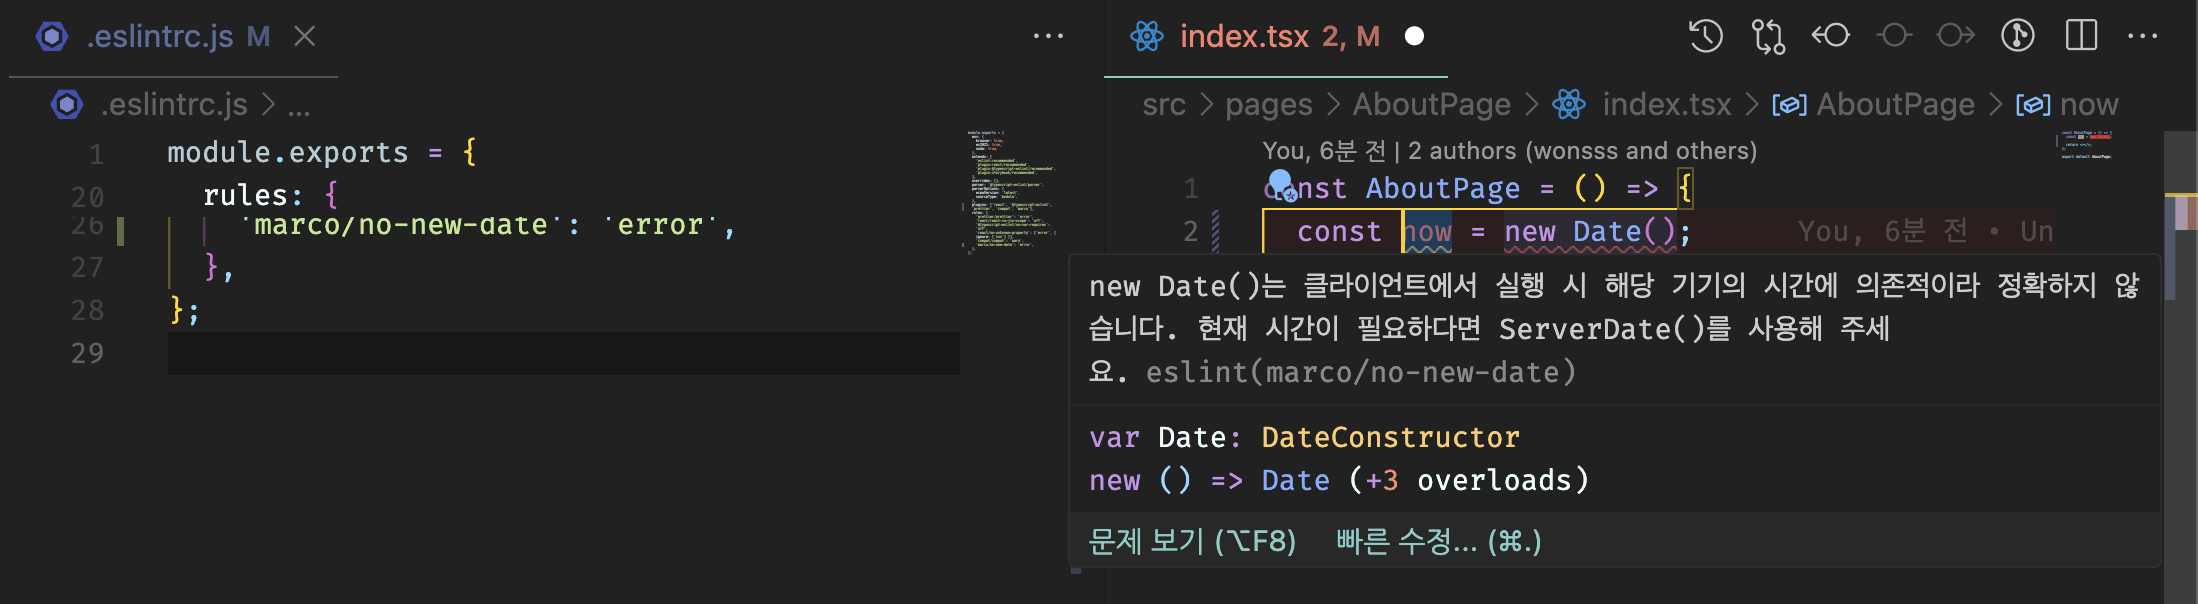 .eslintrc.js M
.eslintrc.js > ...
1 module.exports = {
20 rules: {
26 'marco/no-new-date': 'error',
27 },
28 };
29
index.tsx 2, M
src > pages > AboutPage > index.tsx > AboutPage > now
You, 6분 전 | 2 authors (wonsss and others)
1 const AboutPage = () => {
2 const now = new Date(); You, 6분 전 • Un
new Date()는 클라이언트에서 실행 시 해당 기기의 시간에 의존적이라 정확하지 않
습니다. 현재 시간이 필요하다면 ServerDate()를 사용해 주세
요. eslint(marco/no-new-date)
var Date: DateConstructor
new () => Date (+3 overloads)
문제 보기 (⌥F8) 빠른 수정... (⌘.)